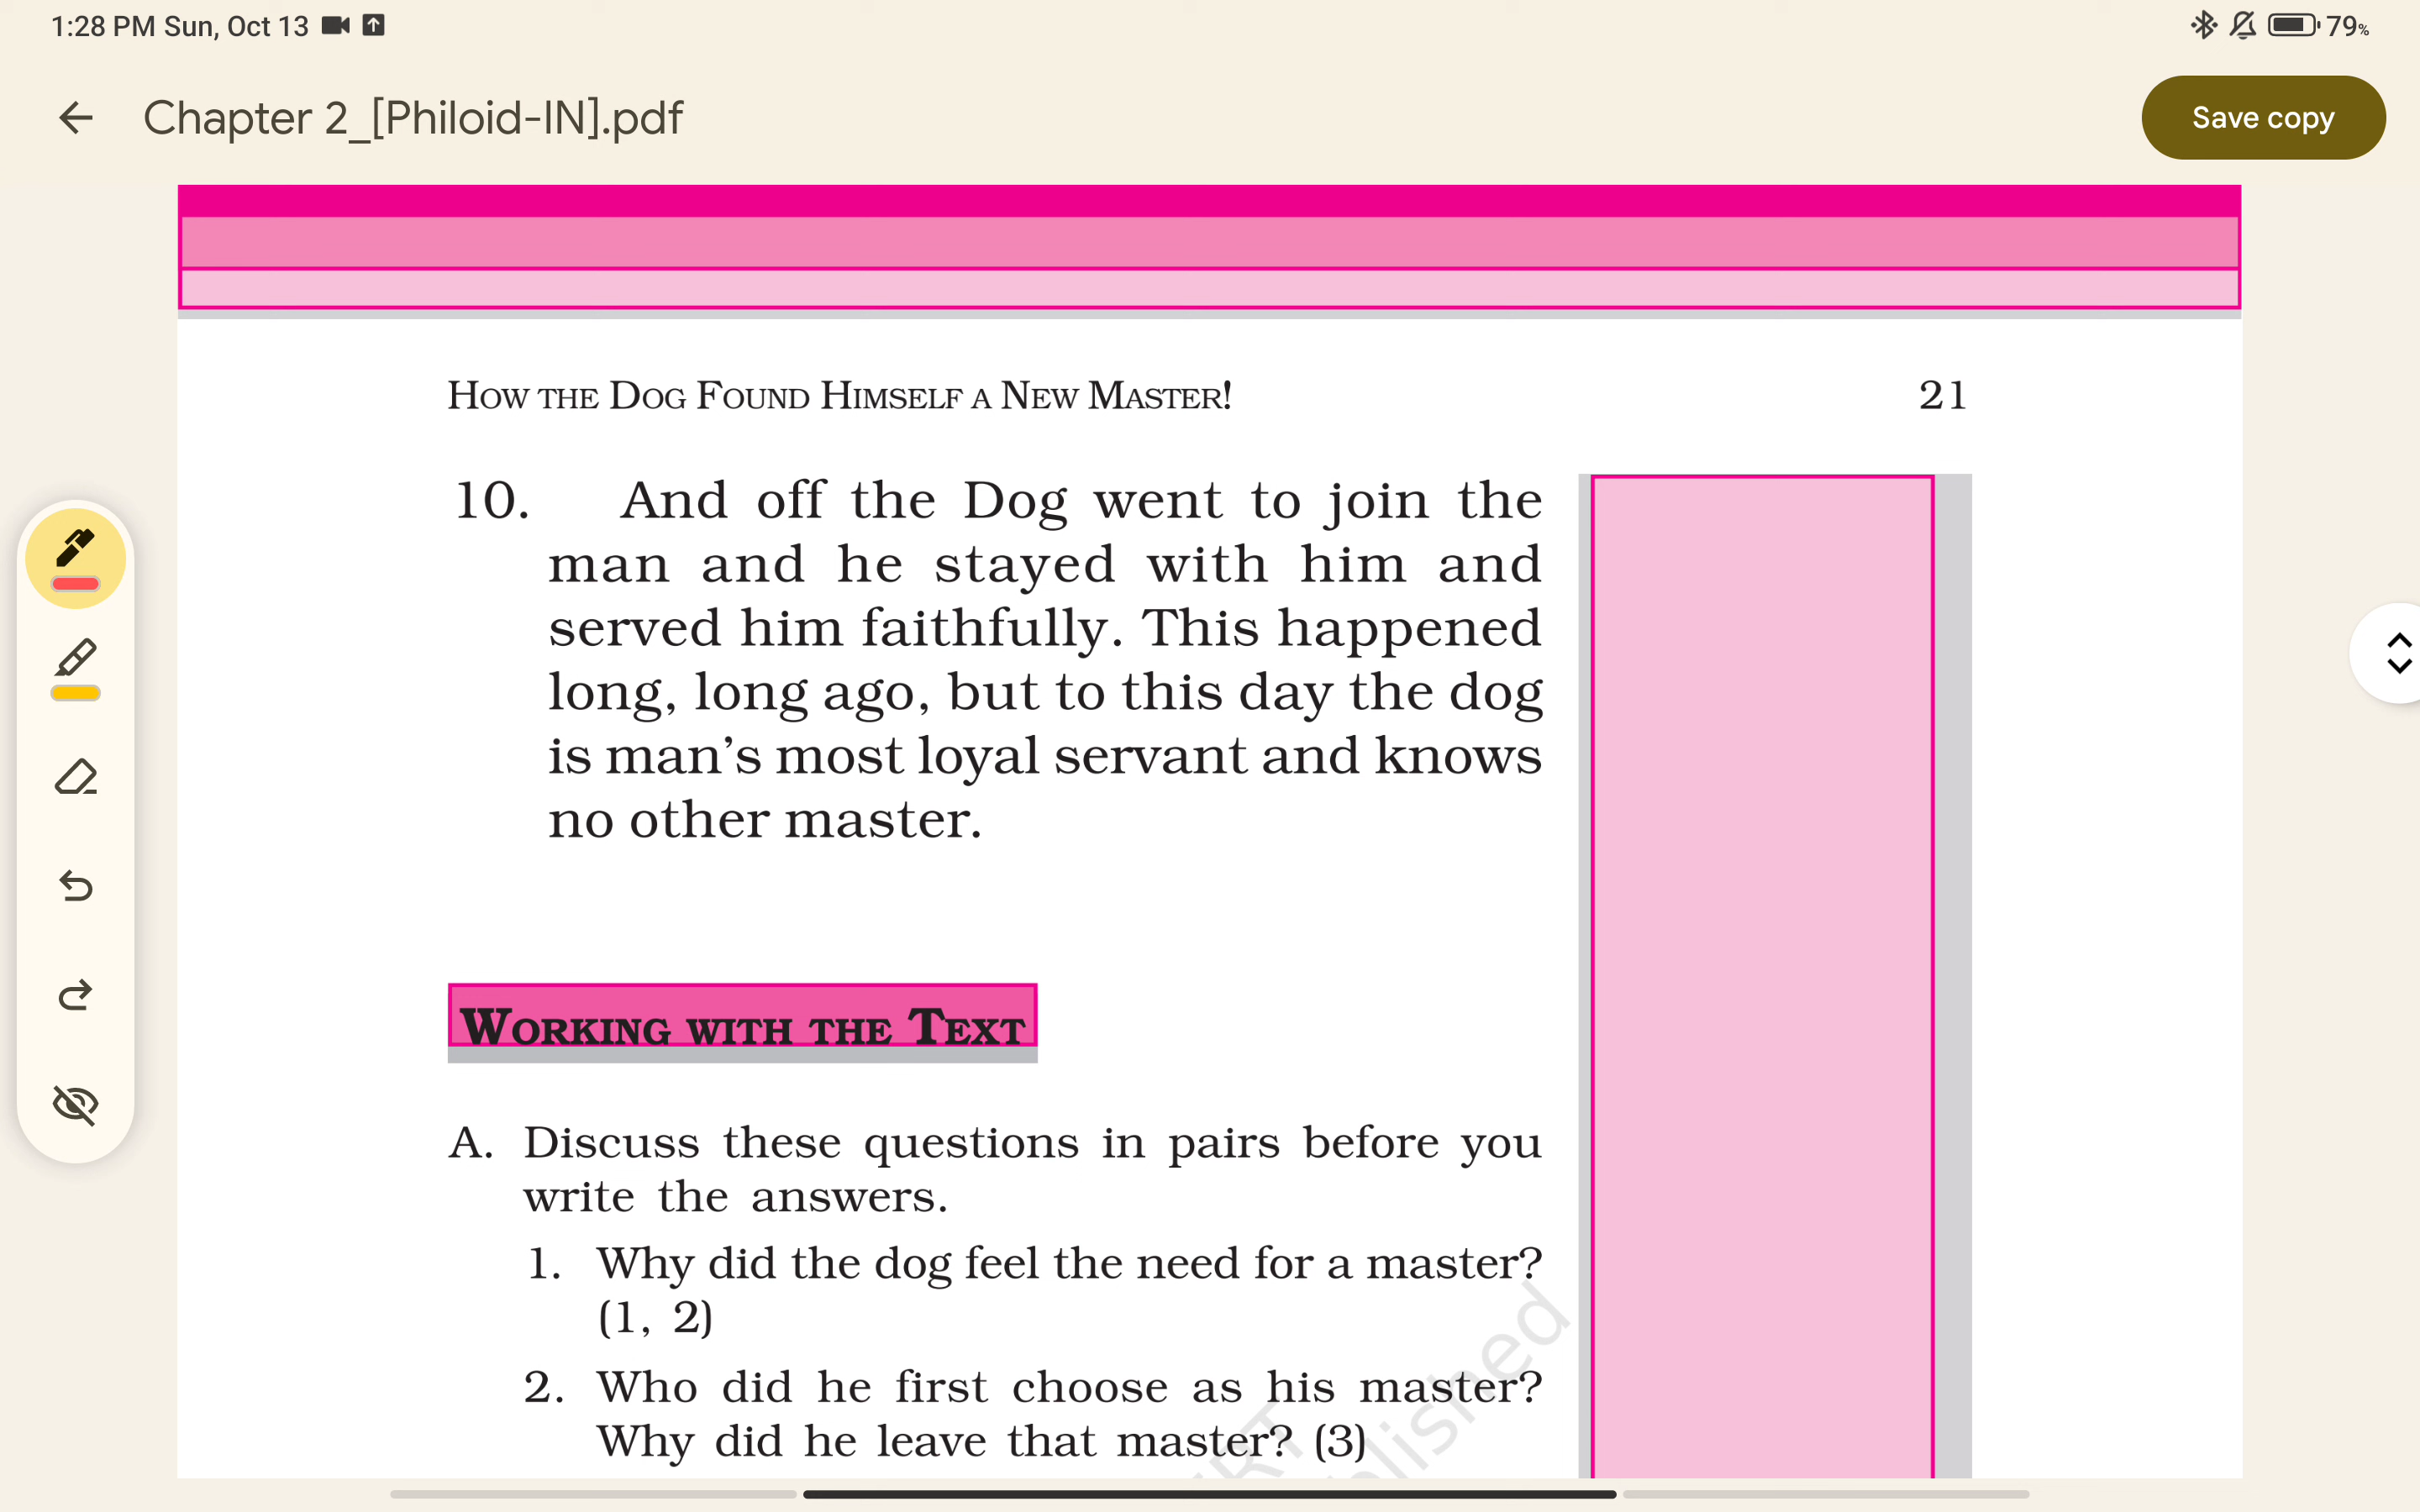 1:28 PM Sun, Oct 13
79%
Chapter 2_[Philoid-IN].pdf
Save copy
How the Dog Found Himself a New Master!
21
10. And off the Dog went to join the
man and he stayed with him and
served him faithfully. This happened
long, long ago, but to this day the dog
is man’s most loyal servant and knows
no other master.
Working with the Text
A. Discuss these questions in pairs before you
write the answers.
1. Why did the dog feel the need for a master?
(1, 2)
2. Who did he first choose as his master?
Why did he leave that master? (3)